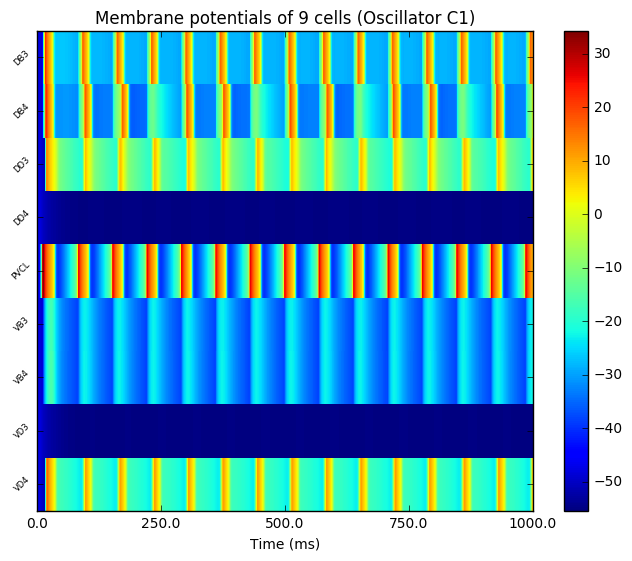 Membrane potentials of 9 cells (Oscillator C1)
DB3
DB4
DD3
DD4
PVCL
VB3
VB4
VD3
VD4
0.0 250.0 500.0 750.0 1000.0
Time (ms)
30
20
10
0
−10
−20
−30
−40
−50